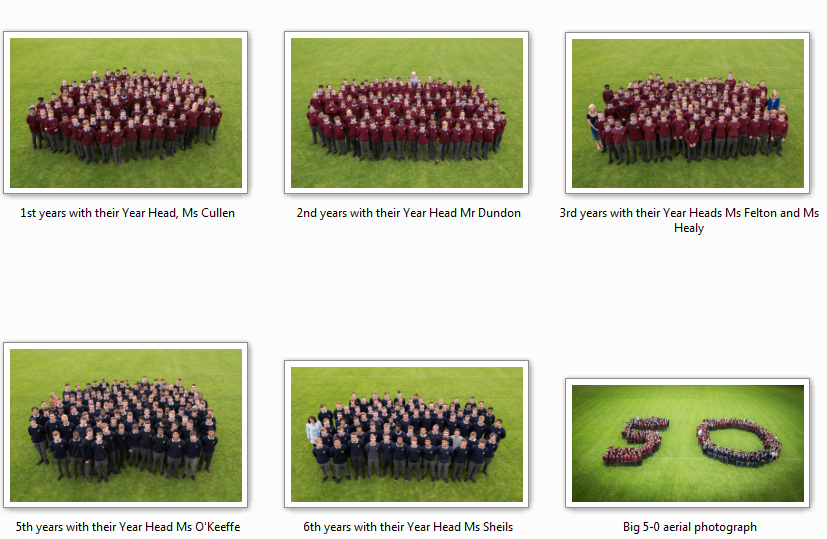 1st years with their Year Head, Ms Cullen
2nd years with their Year Head Mr Dundon
3rd years with their Year Heads Ms Felton and Ms
Healy
5th years with their Year Head Ms O'Keeffe
6th years with their Year Head Ms Sheils
Big 5-0 aerial photograph